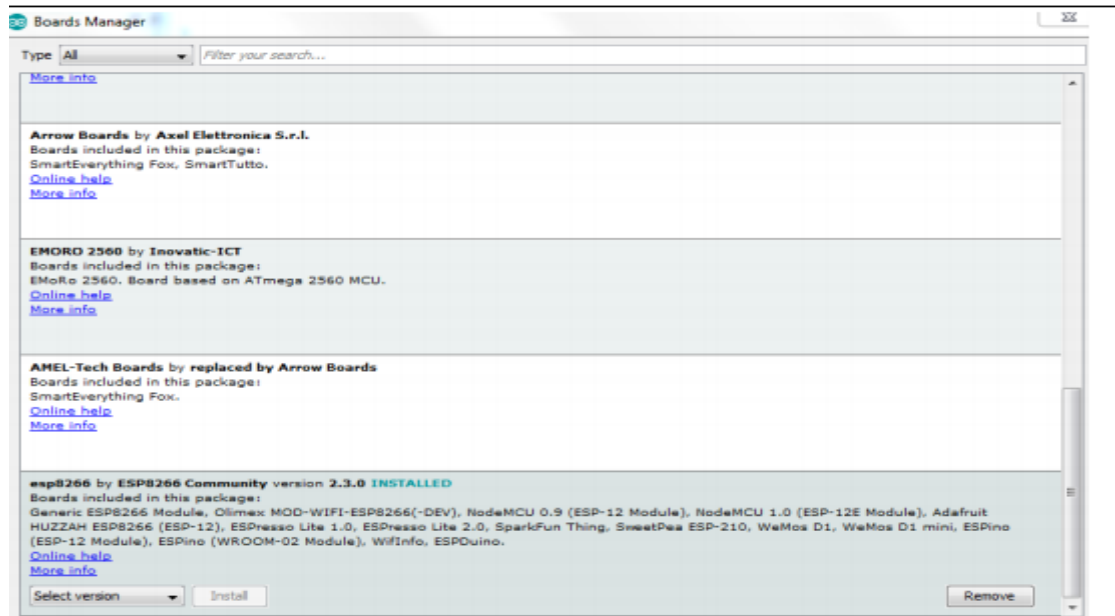 Boards Manager
Type All Filter your search...
More info
Arrow Boards by Axel Elettronica S.r.l.
Boards included in this package:
SmartEverything Fox, SmartTutto.
Online help
More info
EMORO 2560 by Inovatic-ICT
Boards included in this package:
EMoRo 2560. Board based on ATmega 2560 MCU.
Online help
More info
AMEL-Tech Boards by replaced by Arrow Boards
Boards included in this package:
SmartEverything Fox.
Online help
More info
esp8266 by ESP8266 Community version 2.3.0 INSTALLED
Boards included in this package:
Generic ESP8266 Module, Olimex MOD-WIFI-ESP8266(-DEV), NodeMCU 0.9 (ESP-12 Module), NodeMCU 1.0 (ESP-12E Module), Adafruit
HUZZAH ESP8266 (ESP-12), ESPresso Lite 1.0, ESPresso Lite 2.0, SparkFun Thing, SweetPea ESP-210, WeMos D1, WeMos D1 mini, ESPino
(ESP-12 Module), ESPino (WROOM-02 Module), WifInfo, ESPDuino.
Online help
More info
Select version Install Remove